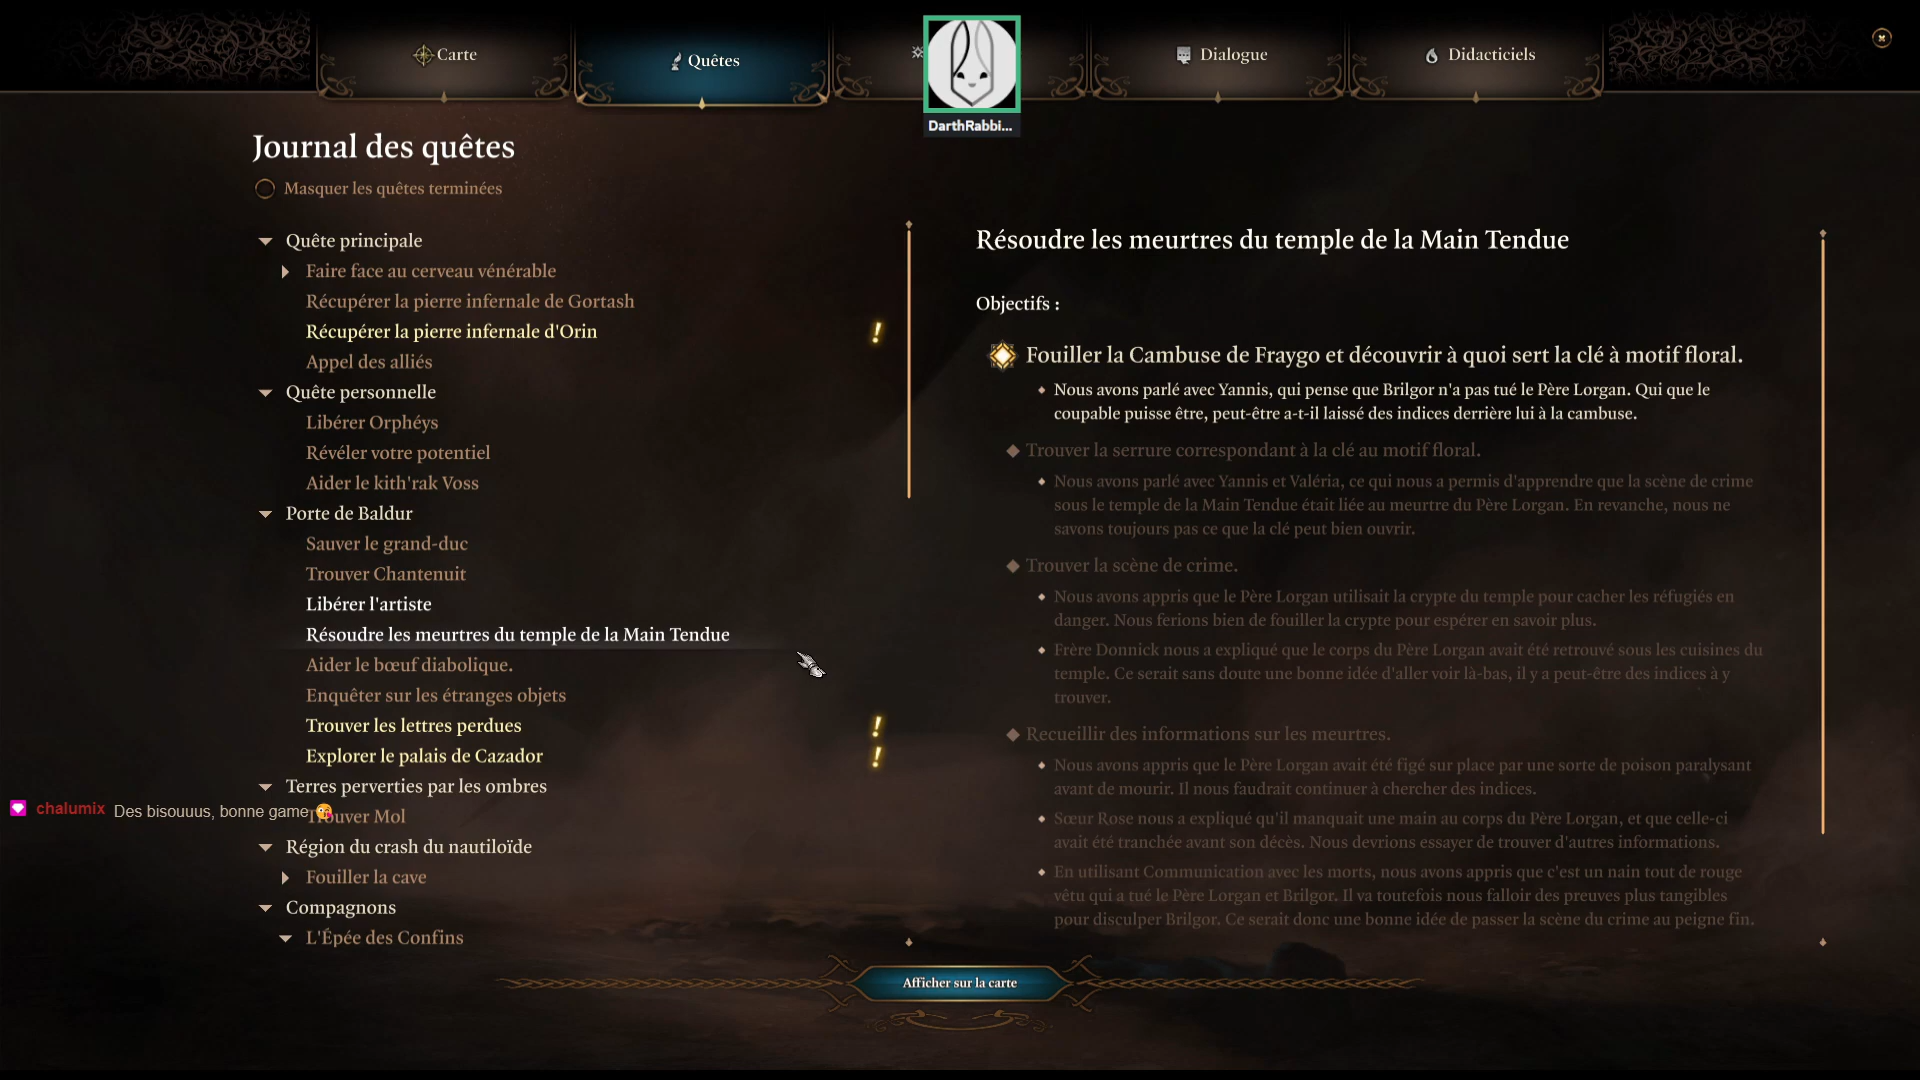 Carte
Quêtes
Dialogue
Didacticiels
DarthRabbi...
Journal des quêtes
Masquer les quêtes terminées
Quête principale
Faire face au cerveau vénérable
Récupérer la pierre infernale de Gortash
Récupérer la pierre infernale d'Orin
Appel des alliés
Quête personnelle
Libérer Orphéys
Révéler votre potentiel
Aider le kith'rak Voss
Porte de Baldur
Sauver le grand-duc
Trouver Chantenuit
Libérer l'artiste
Résoudre les meurtres du temple de la Main Tendue
Aider le bœuf diabolique.
Enquêter sur les étranges objets
Trouver les lettres perdues
Explorer le palais de Cazador
Terres perverties par les ombres
Trouver Mol
chalumix Des bisouuus, bonne game
Région du crash du nautiloïde
Fouiller la cave
Compagnons
L'Épée des Confins
Résoudre les meurtres du temple de la Main Tendue
Objectifs :
Fouiller la Cambuse de Fraygo et découvrir à quoi sert la clé à motif floral.
Nous avons parlé avec Yannis, qui pense que Brilgor n'a pas tué le Père Lorgan. Qui que le
coupable puisse être, peut-être a-t-il laissé des indices derrière lui à la cambuse.
Trouver la serrure correspondant à la clé au motif floral.
Nous avons parlé avec Yannis et Valéria, ce qui nous a permis d'apprendre que la scène de crime
sous le temple de la Main Tendue était liée au meurtre du Père Lorgan. En revanche, nous ne
savons toujours pas ce que la clé peut bien ouvrir.
Trouver la scène de crime.
Nous avons appris que le Père Lorgan utilisait la crypte du temple pour cacher les réfugiés en
danger. Nous ferions bien de fouiller la crypte pour espérer en savoir plus.
Frère Donnick nous a expliqué que le corps du Père Lorgan avait été retrouvé sous les cuisines du
temple. Ce serait sans doute une bonne idée d'aller voir là-bas, il y a peut-être des indices à y
trouver.
Recueillir des informations sur les meurtres.
Nous avons appris que le Père Lorgan avait été figé sur place par une sorte de poison paralysant
avant de mourir. Il nous faudrait continuer à chercher des indices.
Sœur Rose nous a expliqué qu'il manquait une main au corps du Père Lorgan, et que celle-ci
avait été tranchée avant son décès. Nous devrions essayer de trouver d'autres informations.
En utilisant Communication avec les morts, nous avons appris que c'est un nain tout de rouge
vêtu qui a tué le Père Lorgan et Brilgor. Il va toutefois nous falloir des preuves plus tangibles
pour disculper Brilgor. Ce serait donc une bonne idée de passer la scène du crime au peigne fin.
Afficher sur la carte